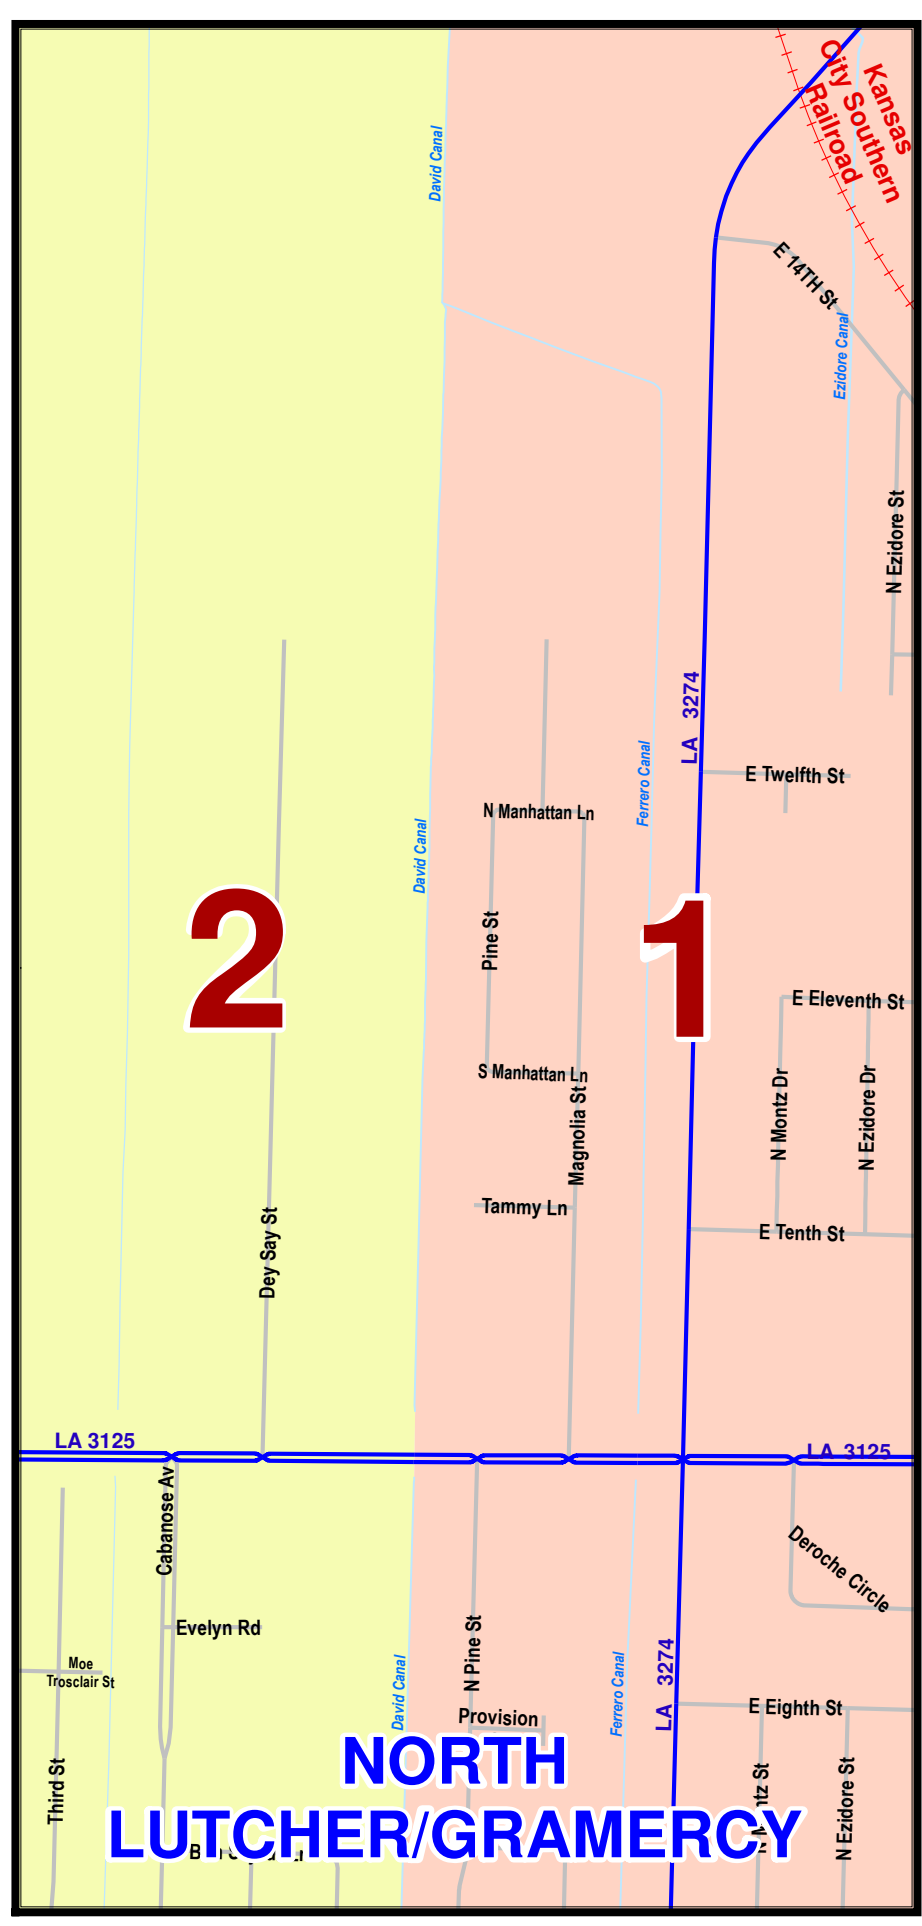 Kansas
City Southern
Railroad
David Canal
E 14TH St
Ezidore Canal
N Ezidore St
LA 3274
Ferrero Canal
E Twelfth St
N Manhattan Ln
David Canal
2
1
Pine St
E Eleventh St
S Manhattan Ln
Magnolia St
N Montz Dr
N Ezidore Dr
Tammy Ln
Dey Say St
E Tenth St
LA 3125
LA 3125
Cabanose Av
Deroche Circle
Evelyn Rd
N Pine St
Moe
Trosclair St
David Canal
Ferrero Canal
LA 3274
E Eighth St
Provision
Third St
N Ezidore St
NORTH
LUTCHER/GRAMERCY